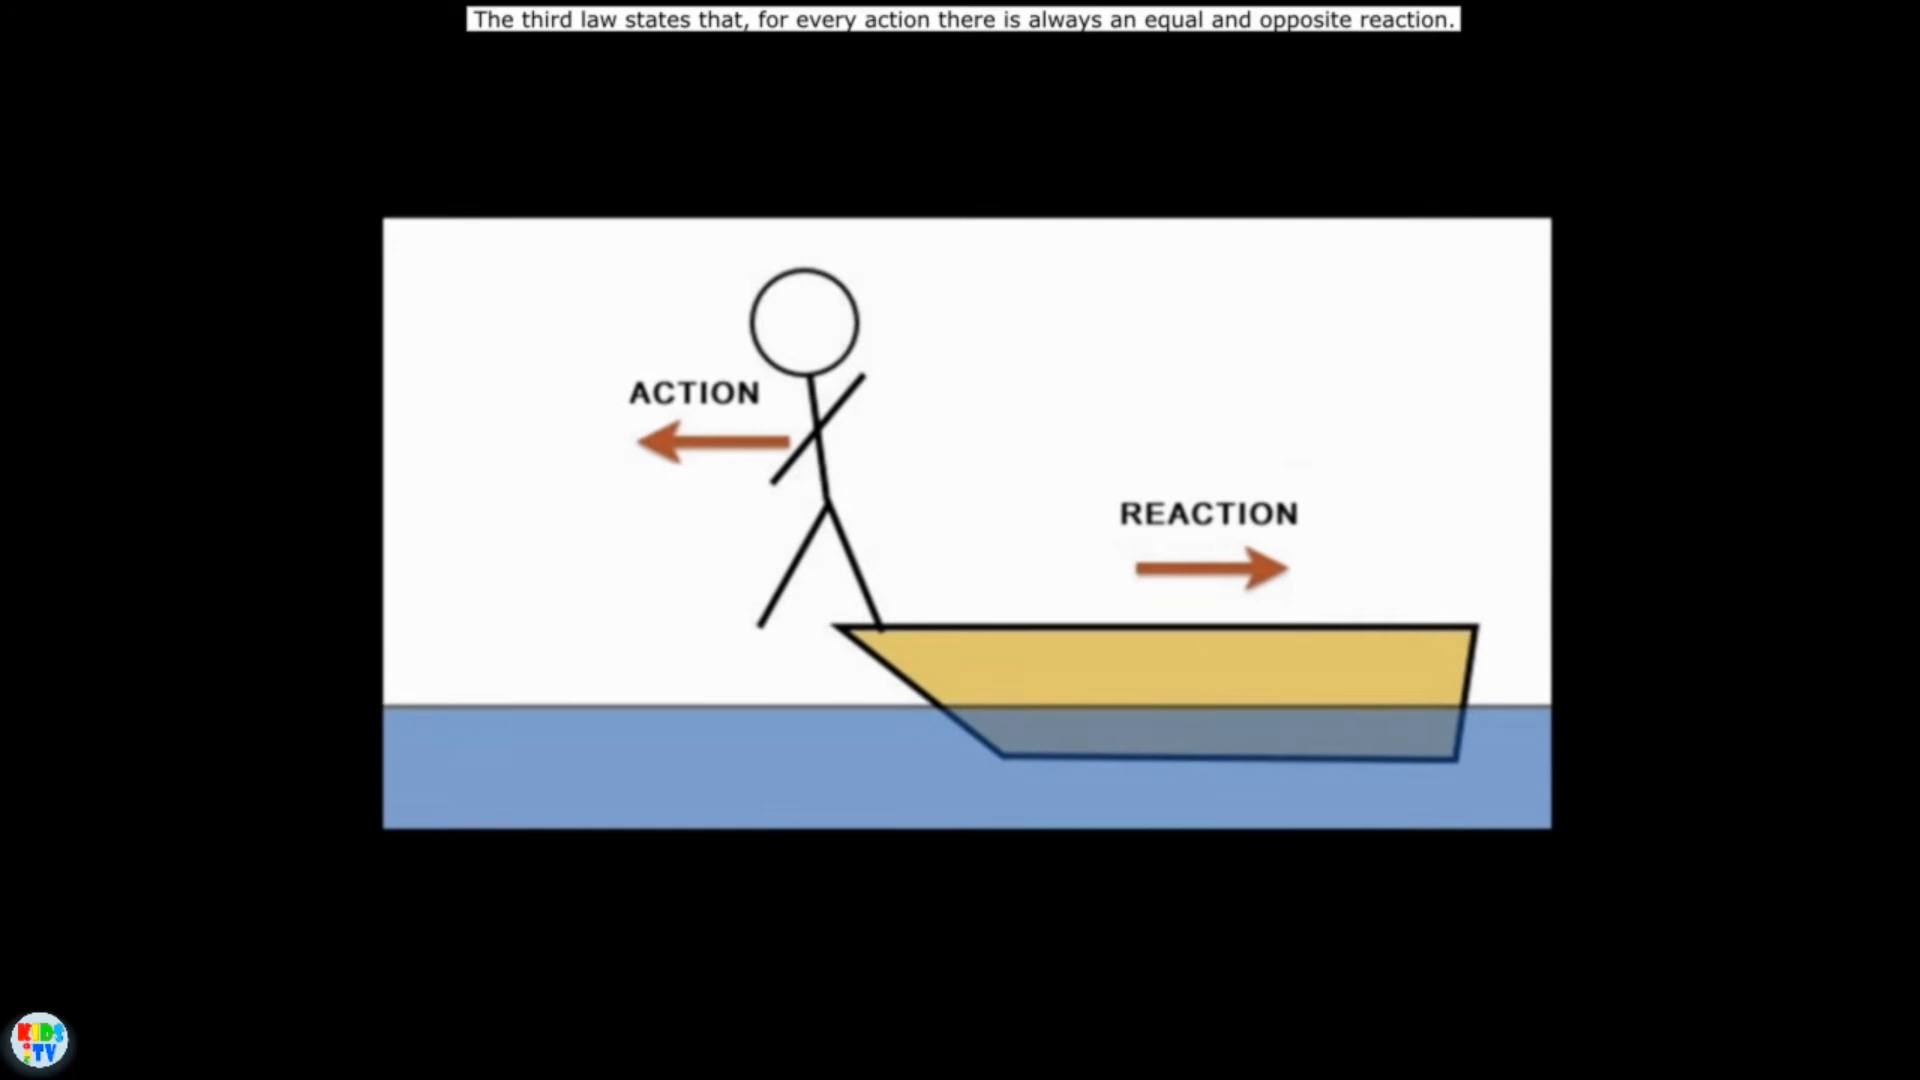 The third law states that, for every action there is always an equal and opposite reaction.
ACTION
REACTION
KIDS
TV